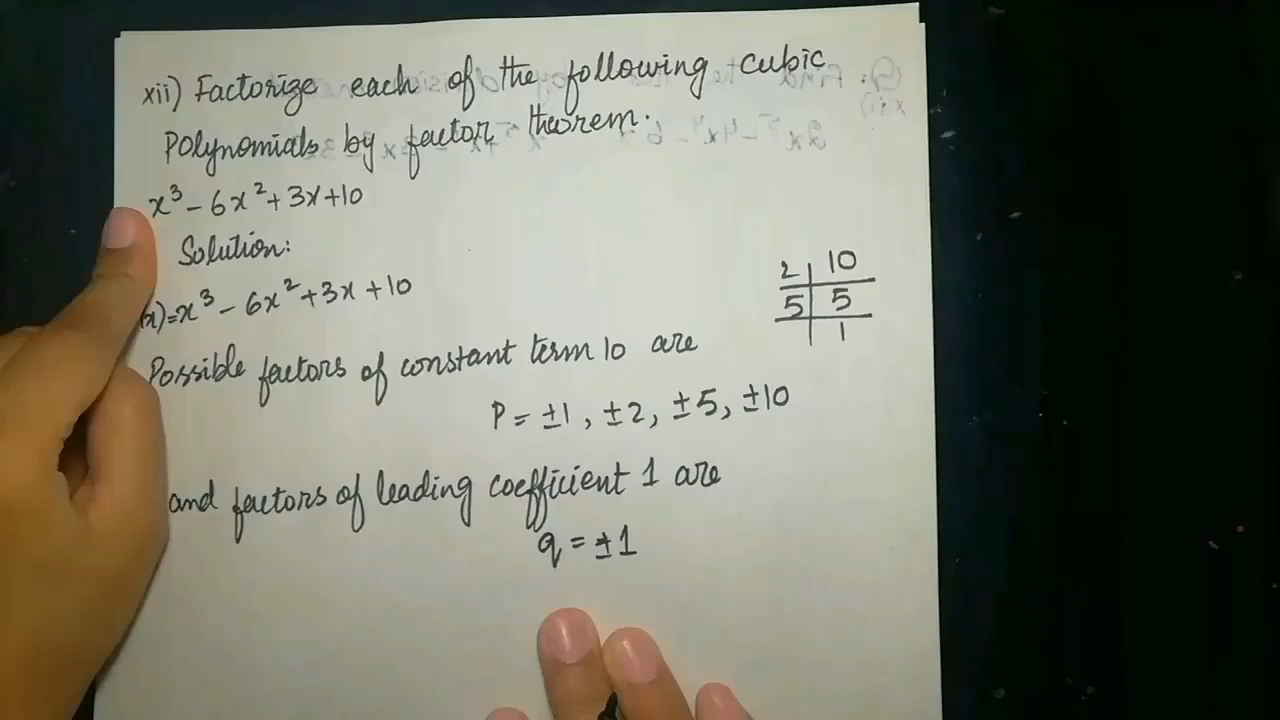 xii) Factorize each of the following cubic
Polynomials by factor theorem.
x³ - 6x² + 3x + 10
Solution:
(x) = x³ - 6x² + 3x + 10
2 | 10
5 | 5
| 1
Possible factors of constant term 10 are
P = ±1, ±2, ±5, ±10
and factors of leading coefficient 1 are
q = ±1